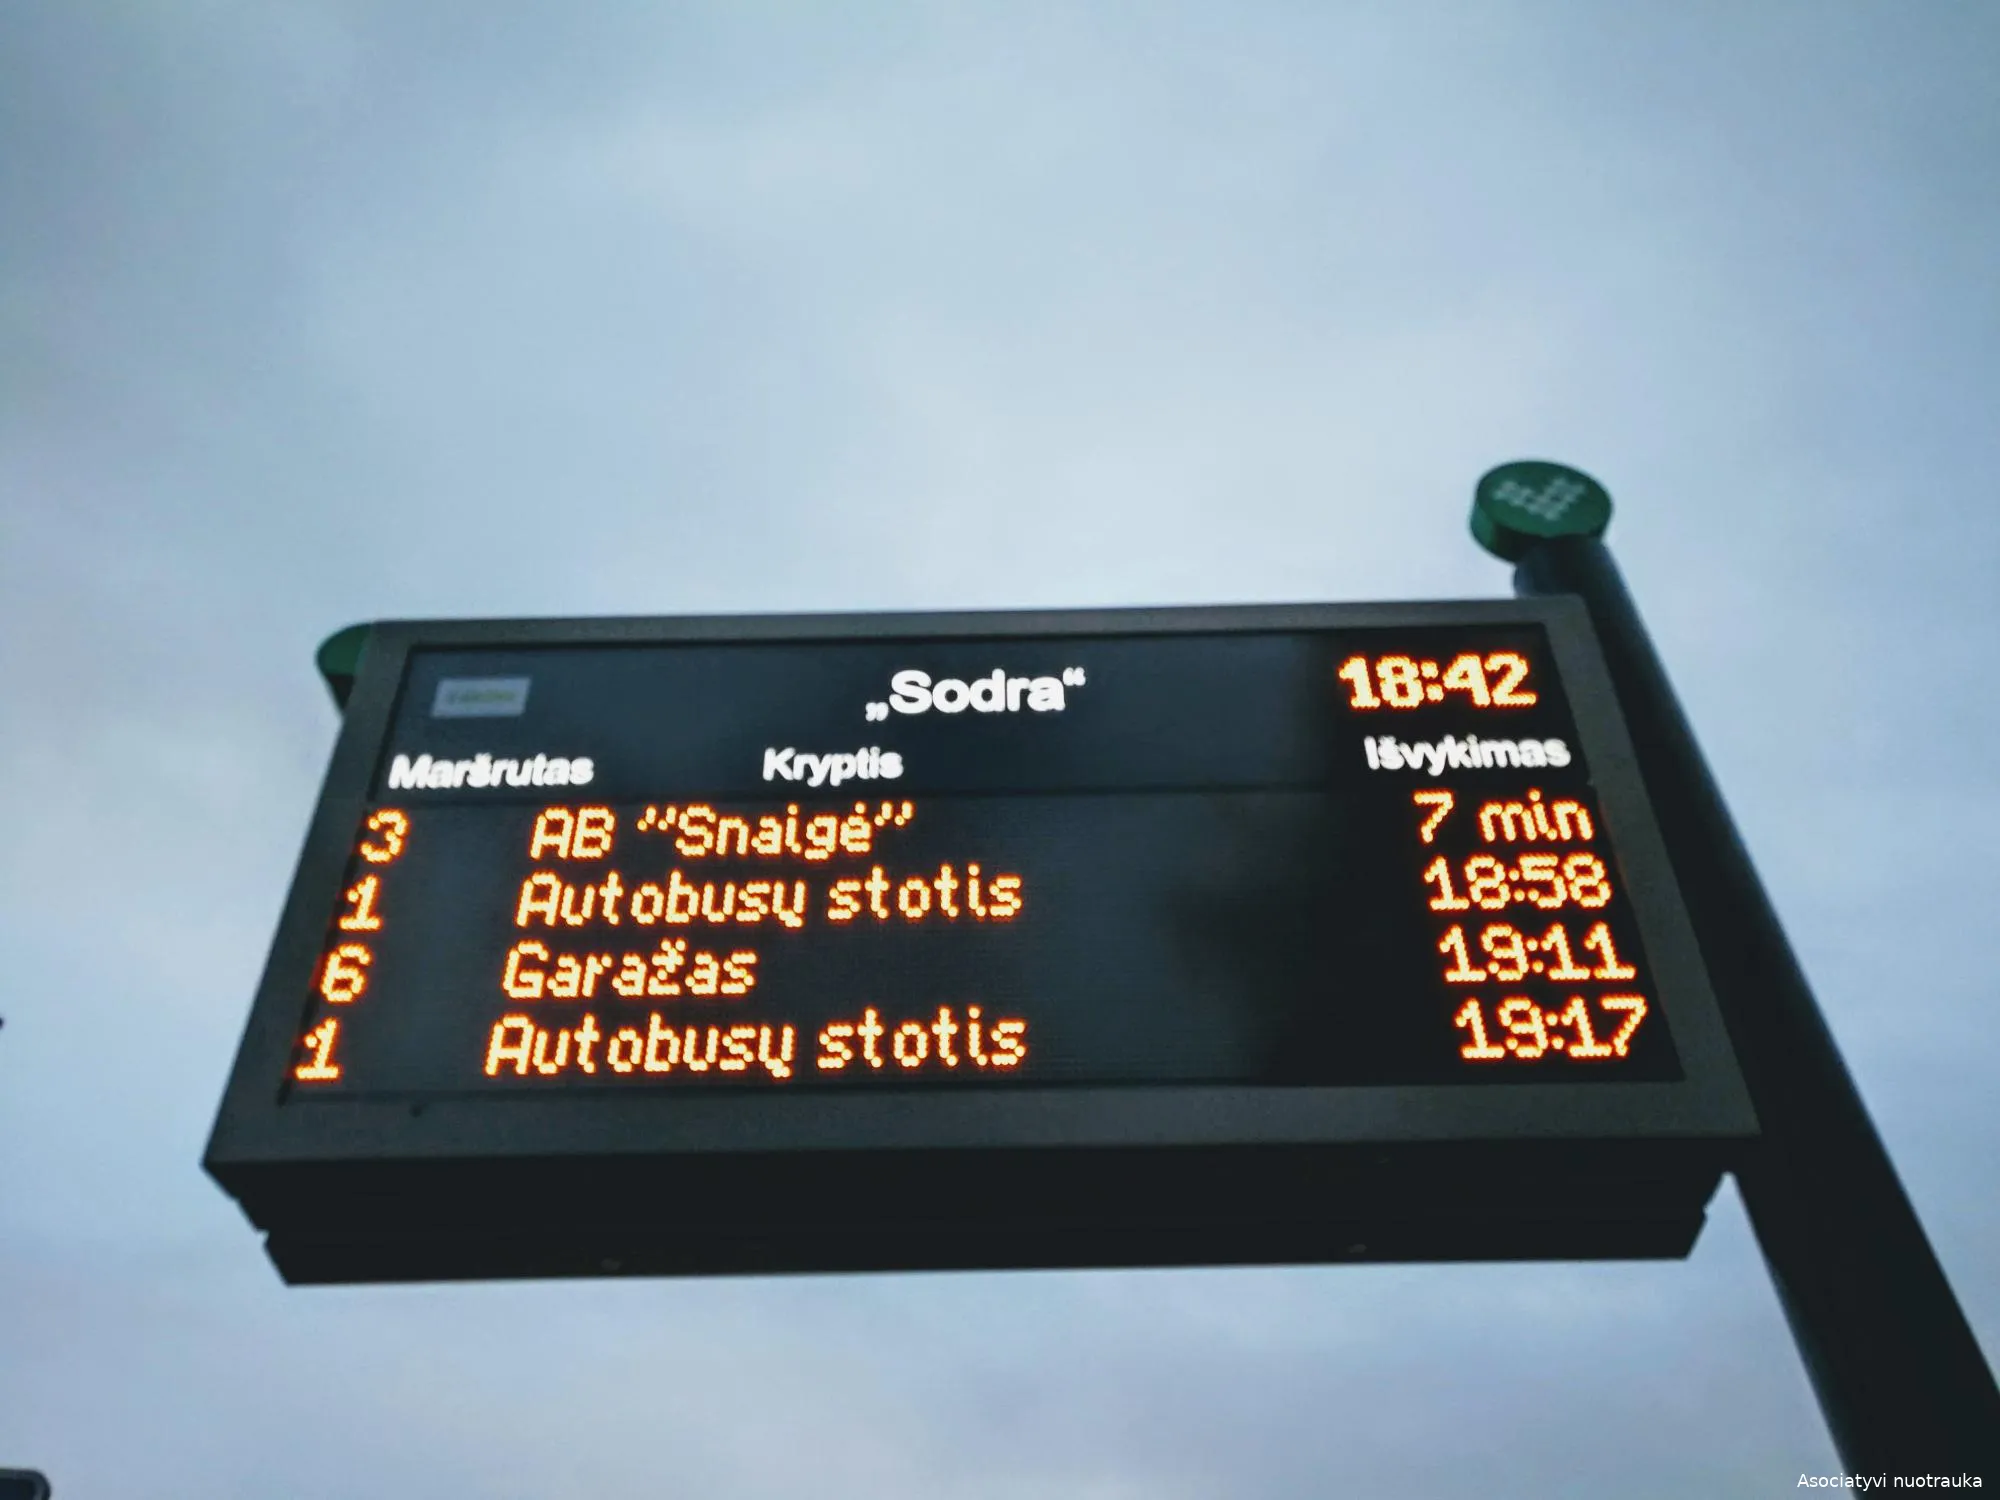 „Sodra“ 18:42
Maršrutas Kryptis Išvykimas
3 AB "Snaigė" 7 min
1 Autobusų stotis 18:58
6 Garažas 19:11
1 Autobusų stotis 19:17
Asociatyvi nuotrauka